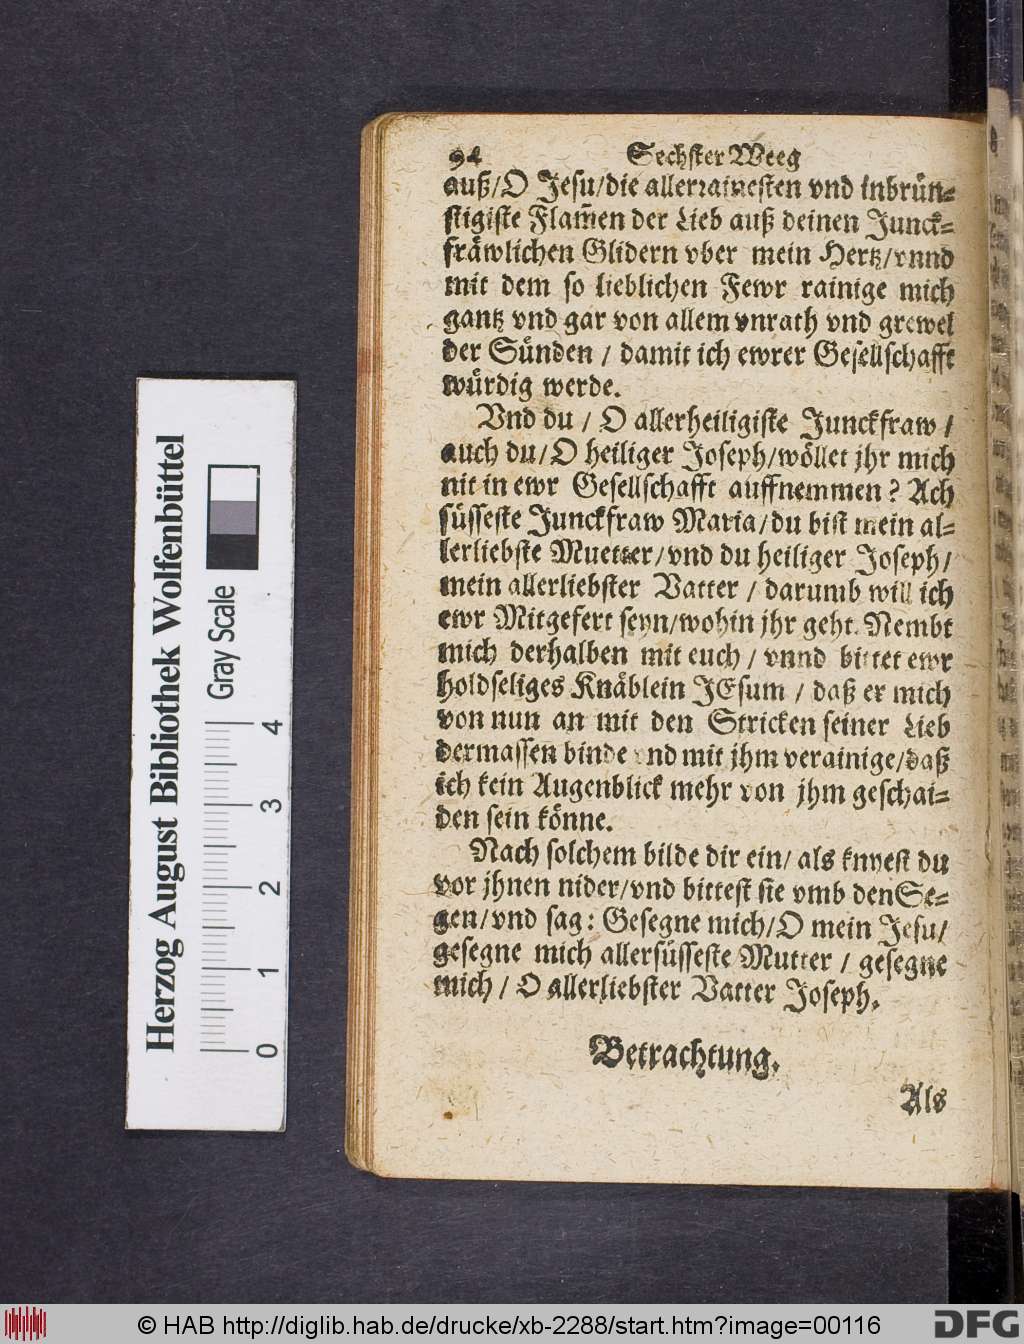 94 Sechster Weeg
auß/O Jesu/die allerrainesten vnd inbrün-
stigiste Flam̃en der Lieb auß deinen Junck-
fräwlichen Glidern vber mein Hertz/vnnd
mit dem so lieblichen Fewr rainige mich
gantz vnd gar von allem vnrath vnd grewel
der Sünden / damit ich ewrer Gesellschafft
würdig werde.
Vnd du / O allerheiligiste Junckfraw /
auch du/O heiliger Joseph/wöllet jhr mich
nit in ewr Gesellschafft auffnemmen? Ach
süsseste Junckfraw Maria/du bist mein al-
lerliebste Muetter/vnd du heiliger Joseph/
mein allerliebster Vatter / darumb will ich
ewr Mitgefert seyn/wohin jhr geht. Nembt
mich derhalben mit euch / vnnd bittet ewr
holdseliges Knäblein JEsum / daß er mich
von nun an mit den Stricken seiner Lieb
dermassen binde vnd mit jhm verainige/daß
ich kein Augenblick mehr von jhm geschai-
den sein könne.
Nach solchem bilde dir ein/ als knyest du
vor jhnen nider/vnd bittest sie vmb den Se-
gen/vnd sag: Gesegne mich/O mein Jesu/
gesegne mich allersüsseste Mutter / gesegne
mich / O allerliebster Vatter Joseph.
Betrachtung.
Als
Herzog August Bibliothek Wolfenbüttel
Gray Scale
0 1 2 3 4
© HAB http://diglib.hab.de/drucke/xb-2288/start.htm?image=00116
DFG